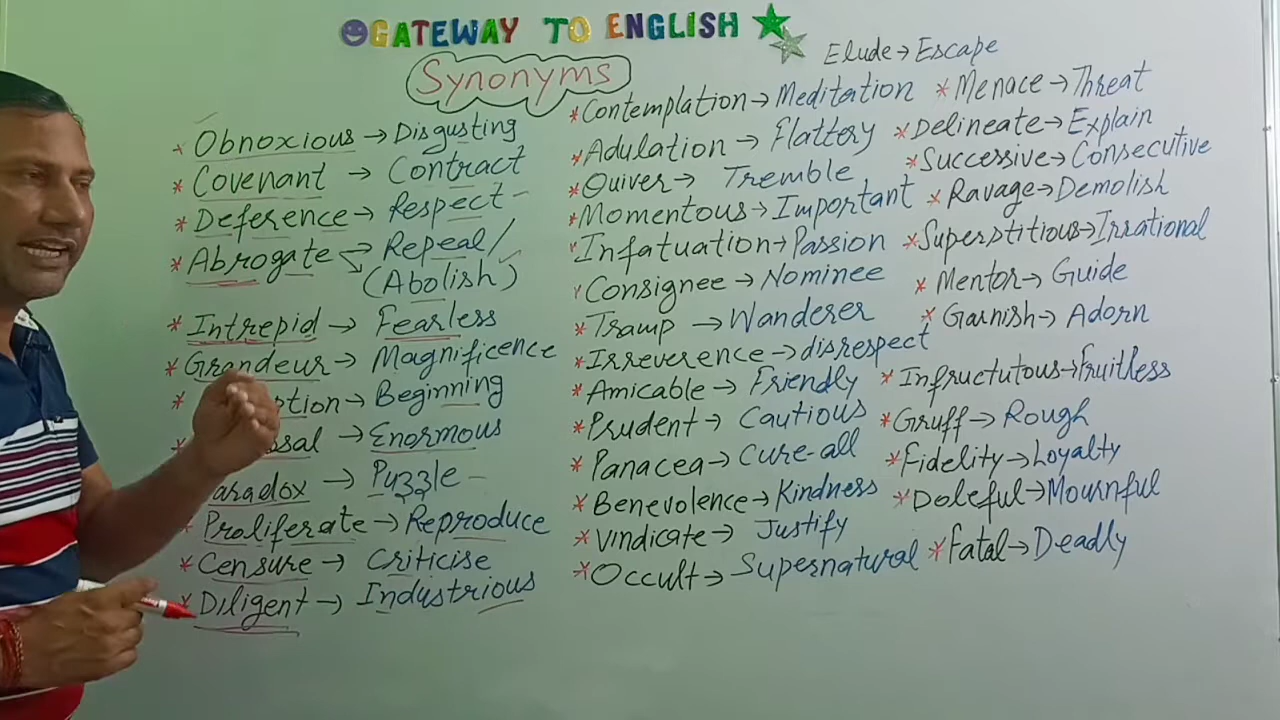 GATEWAY TO ENGLISH
Synonyms
* Obnoxious → Disgusting
* Covenant → Contract
* Deference → Respect
* Abrogate → Repeal/
(Abolish)
* Intrepid → Fearless
* Grandeur → Magnificence
* ption → Beginning
* ssal → Enormous
aradox → Puzzle
* Proliferate → Reproduce
* Censure → Criticise
* Diligent → Industrious
* Contemplation → Meditation
* Adulation → Flattery
* Quiver → Tremble
* Momentous → Important
* Infatuation → Passion
* Consignee → Nominee
* Tramp → Wanderer
* Irreverence → disrespect
* Amicable → Friendly
* Prudent → Cautious
* Panacea → Cure-all
* Benevolence → Kindness
* Vindicate → Justify
* Occult → Supernatural
Elude → Escape
* Menace → Threat
* Delineate → Explain
* Successive → Consecutive
* Ravage → Demolish
* Superstitious → Irrational
* Mentor → Guide
* Garnish → Adorn
* Infructutous → Fruitless
* Gruff → Rough
* Fidelity → Loyalty
* Doleful → Mournful
* Fatal → Deadly